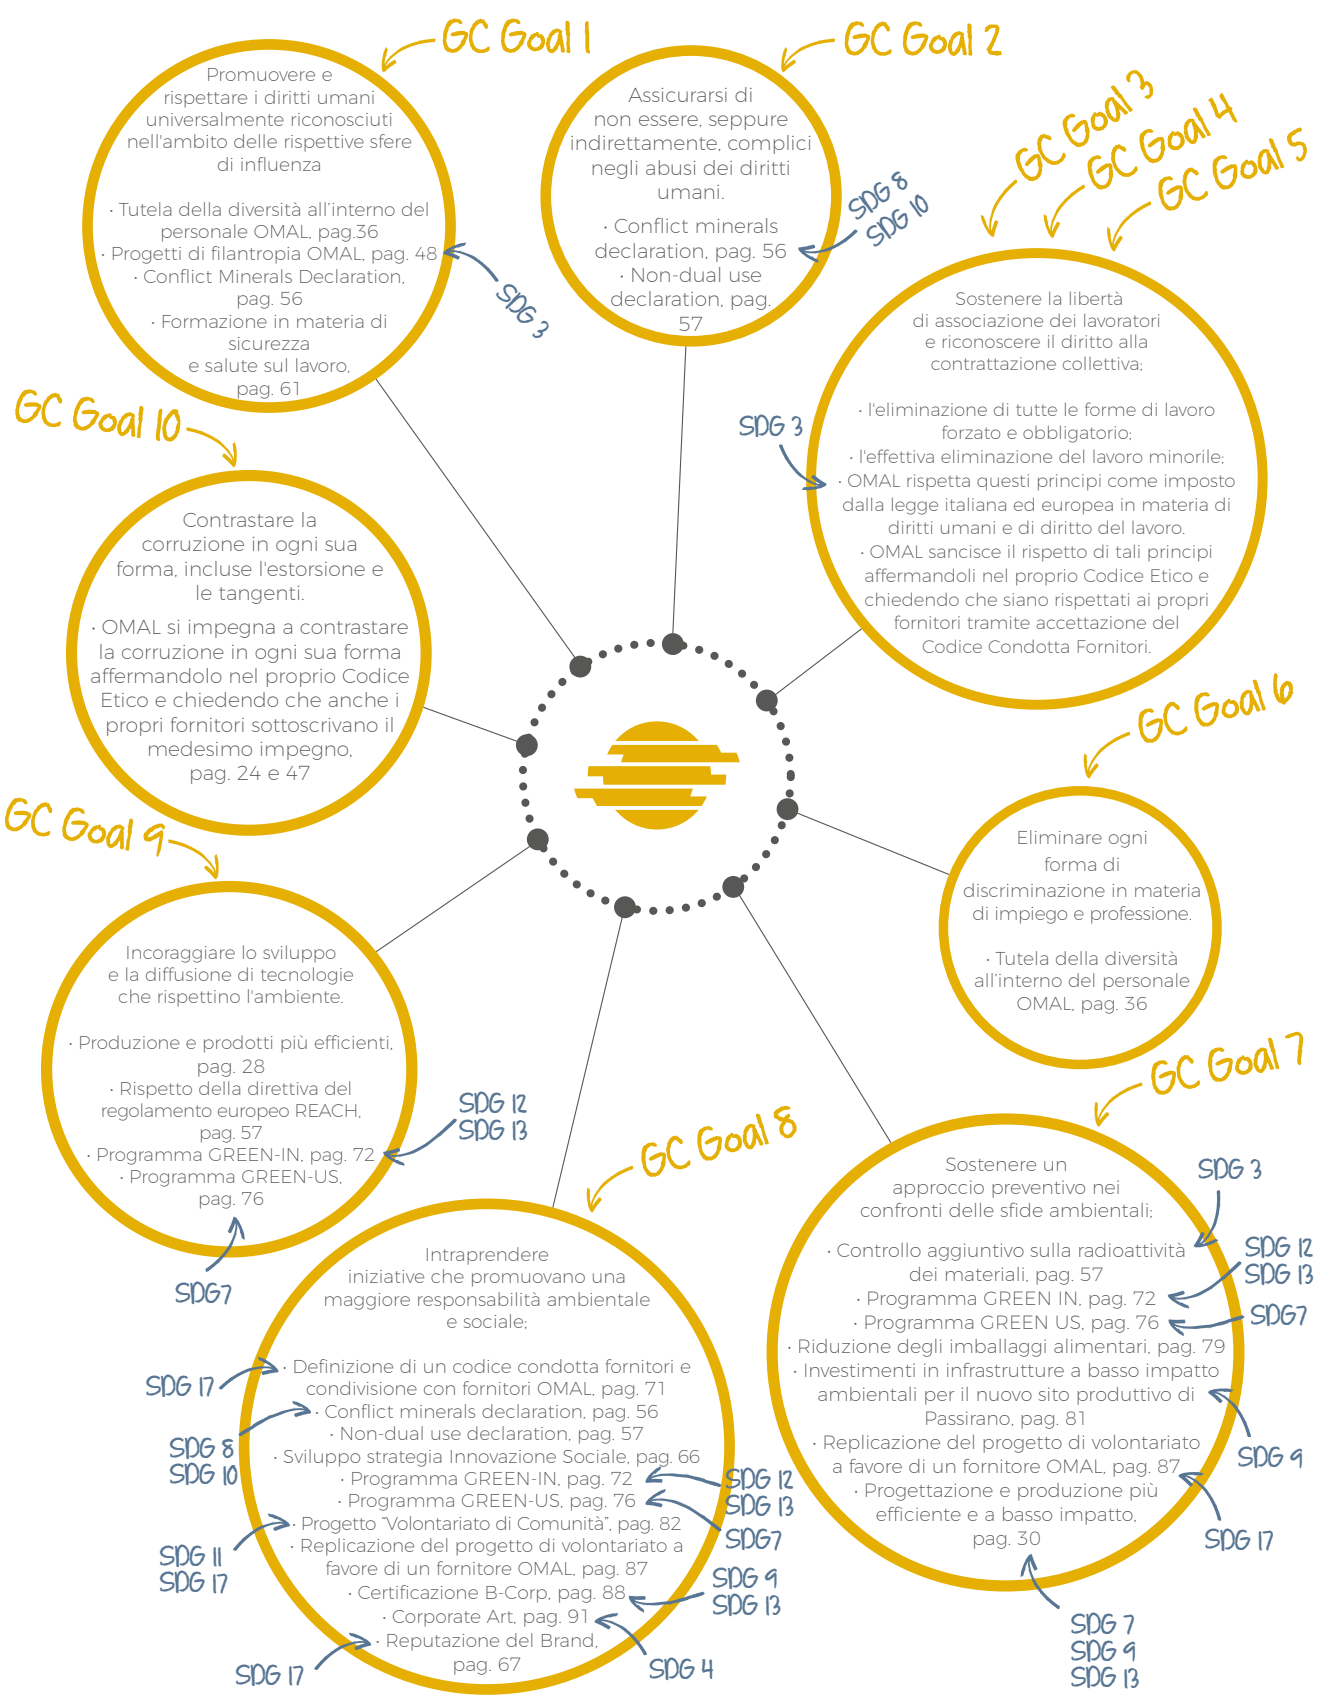 GC Goal 1
Promuovere e
rispettare i diritti umani
universalmente riconosciuti
nell'ambito delle rispettive sfere
di influenza
· Tutela della diversità all'interno del
personale OMAL, pag.36
· Progetti di filantropia OMAL, pag. 48
· Conflict Minerals Declaration,
pag. 56
· Formazione in materia di
sicurezza
e salute sul lavoro,
pag. 61
SDG 3
GC Goal 2
Assicurarsi di
non essere, seppure
indirettamente, complici
negli abusi dei diritti
umani.
· Conflict minerals
declaration, pag. 56
· Non-dual use
declaration, pag.
57
SDG 8
SDG 10
GC Goal 3
GC Goal 4
GC Goal 5
Sostenere la libertà
di associazione dei lavoratori
e riconoscere il diritto alla
contrattazione collettiva;
· l'eliminazione di tutte le forme di lavoro
forzato e obbligatorio;
· l'effettiva eliminazione del lavoro minorile;
· OMAL rispetta questi principi come imposto
dalla legge italiana ed europea in materia di
diritti umani e di diritto del lavoro.
· OMAL sancisce il rispetto di tali principi
affermandoli nel proprio Codice Etico e
chiedendo che siano rispettati ai propri
fornitori tramite accettazione del
Codice Condotta Fornitori.
SDG 3
GC Goal 10
Contrastare la
corruzione in ogni sua
forma, incluse l'estorsione e
le tangenti.
· OMAL si impegna a contrastare
la corruzione in ogni sua forma
affermandolo nel proprio Codice
Etico e chiedendo che anche i
propri fornitori sottoscrivano il
medesimo impegno,
pag. 24 e 47
GC Goal 6
Eliminare ogni
forma di
discriminazione in materia
di impiego e professione.
· Tutela della diversità
all'interno del personale
OMAL, pag. 36
GC Goal 9
Incoraggiare lo sviluppo
e la diffusione di tecnologie
che rispettino l'ambiente.
· Produzione e prodotti più efficienti,
pag. 28
· Rispetto della direttiva del
regolamento europeo REACH,
pag. 57
· Programma GREEN-IN, pag. 72
· Programma GREEN-US,
pag. 76
SDG 12
SDG 13
SDG7
GC Goal 8
Intraprendere
iniziative che promuovano una
maggiore responsabilità ambientale
e sociale;
· Definizione di un codice condotta fornitori e
condivisione con fornitori OMAL, pag. 71
· Conflict minerals declaration, pag. 56
· Non-dual use declaration, pag. 57
· Sviluppo strategia Innovazione Sociale, pag. 66
· Programma GREEN-IN, pag. 72
· Programma GREEN-US, pag. 76
· Progetto "Volontariato di Comunità", pag. 82
· Replicazione del progetto di volontariato a
favore di un fornitore OMAL, pag. 87
· Certificazione B-Corp, pag. 88
· Corporate Art, pag. 91
· Reputazione del Brand,
pag. 67
SDG 17
SDG 8
SDG 10
SDG 12
SDG 13
SDG7
SDG 11
SDG 17
SDG 9
SDG 13
SDG 4
SDG 17
GC Goal 7
Sostenere un
approccio preventivo nei
confronti delle sfide ambientali;
· Controllo aggiuntivo sulla radioattività
dei materiali, pag. 57
· Programma GREEN IN, pag. 72
· Programma GREEN US, pag. 76
· Riduzione degli imballaggi alimentari, pag. 79
· Investimenti in infrastrutture a basso impatto
ambientali per il nuovo sito produttivo di
Passirano, pag. 81
· Replicazione del progetto di volontariato
a favore di un fornitore OMAL, pag. 87
· Progettazione e produzione più
efficiente e a basso impatto,
pag. 30
SDG 3
SDG 12
SDG 13
SDG7
SDG 9
SDG 17
SDG 7
SDG 9
SDG 13